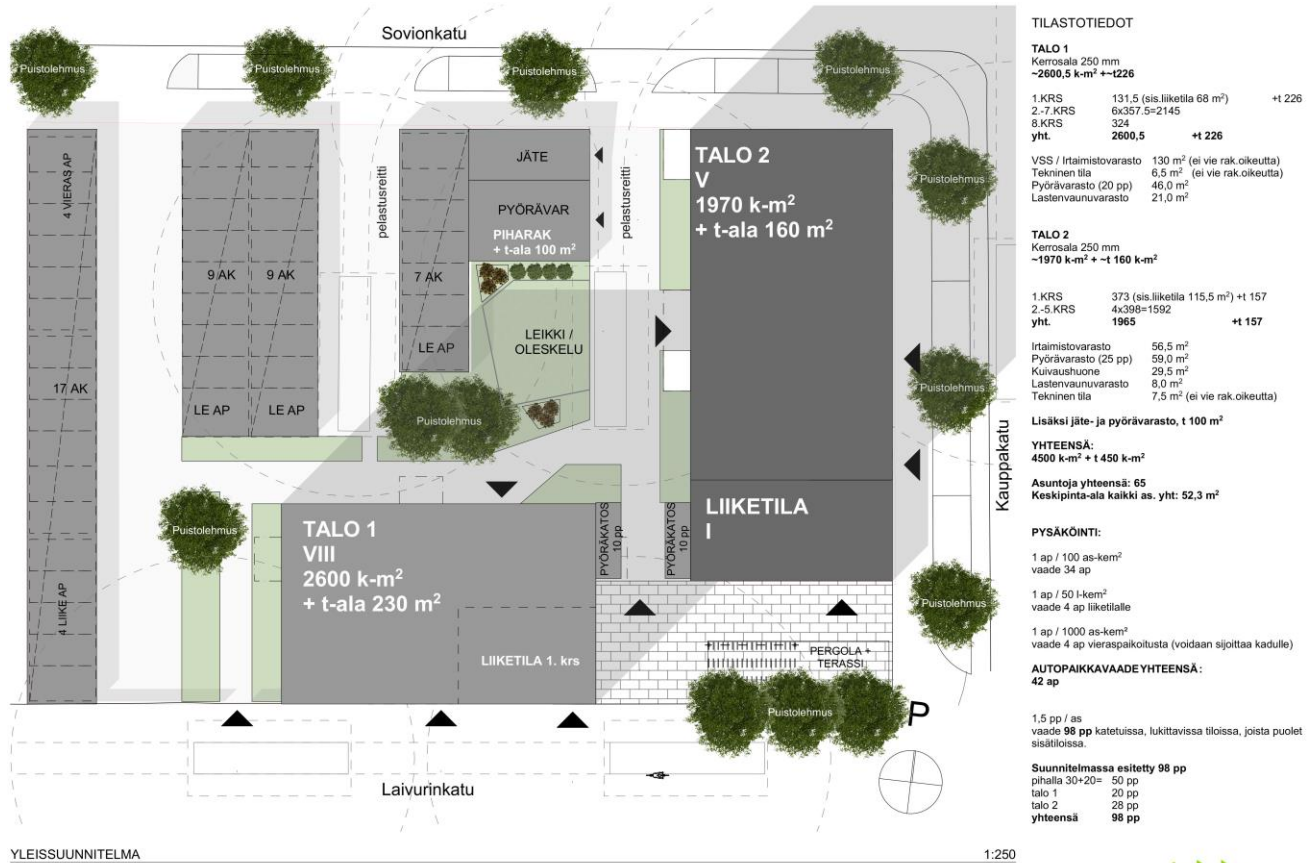 Sovionkatu
Puistolehmus
Puistolehmus
Puistolehmus
Puistolehmus
4 VIERAS AP
pelastusreitti
JÄTE
pelastusreitti
TALO 2
V
1970 k-m²
+ t-ala 160 m²
Puistolehmus
PYÖRÄVAR
PIHARAK
+ t-ala 100 m²
9 AK
9 AK
7 AK
LEIKKI /
OLESKELU
LE AP
17 AK
LE AP
LE AP
Puistolehmus
Puistolehmus
Kauppakatu
Puistolehmus
TALO 1
VIII
2600 k-m²
+ t-ala 230 m²
PYÖRÄKATOS
10 pp
PYÖRÄKATOS
10 pp
LIIKETILA
I
4 LIIKE AP
Puistolehmus
LIIKETILA 1. krs
PERGOLA +
TERASSI
Puistolehmus
P
Laivurinkatu
YLEISSUUNNITELMA
1:250
TILASTOTIEDOT
TALO 1
Kerrosala 250 mm
~2600,5 k-m² +~t226
1.KRS 131,5 (sis.liiketila 68 m²) +t 226
2.-7.KRS 6x357.5=2145
8.KRS 324
yht. 2600,5 +t 226
VSS / Irtaimistovarasto 130 m² (ei vie rak.oikeutta)
Tekninen tila 6,5 m² (ei vie rak.oikeutta)
Pyörävarasto (20 pp) 46,0 m²
Lastenvaunuvarasto 21,0 m²
TALO 2
Kerrosala 250 mm
~1970 k-m² + ~t 160 k-m²
1.KRS 373 (sis.liiketila 115,5 m²) +t 157
2.-5.KRS 4x398=1592
yht. 1965 +t 157
Irtaimistovarasto 56,5 m²
Pyörävarasto (25 pp) 59,0 m²
Kuivaushuone 29,5 m²
Lastenvaunuvarasto 8,0 m²
Tekninen tila 7,5 m² (ei vie rak.oikeutta)
Lisäksi jäte- ja pyörävarasto, t 100 m²
YHTEENSÄ:
4500 k-m² + t 450 k-m²
Asuntoja yhteensä: 65
Keskipinta-ala kaikki as. yht: 52,3 m²
PYSÄKÖINTI:
1 ap / 100 as-kem²
vaade 34 ap
1 ap / 50 l-kem²
vaade 4 ap liiketilalle
1 ap / 1000 as-kem²
vaade 4 ap vieraspaikoitusta (voidaan sijoittaa kadulle)
AUTOPAIKKAVAADE YHTEENSÄ:
42 ap
1,5 pp / as
vaade 98 pp katetuissa, lukittavissa tiloissa, joista puolet
sisätiloissa.
Suunnitelmassa esitetty 98 pp
pihalla 30+20= 50 pp
talo 1 20 pp
talo 2 28 pp
yhteensä 98 pp